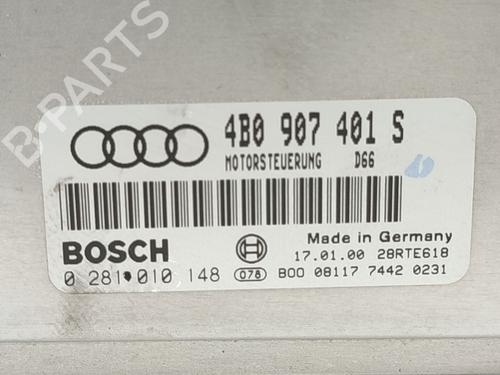 4B0 907 401 S
MOTORSTEUERUNG D66
BOSCH
Made in Germany
17.01.00 28RTE618
0 281 010 148 078 B00 08117 7442 0231